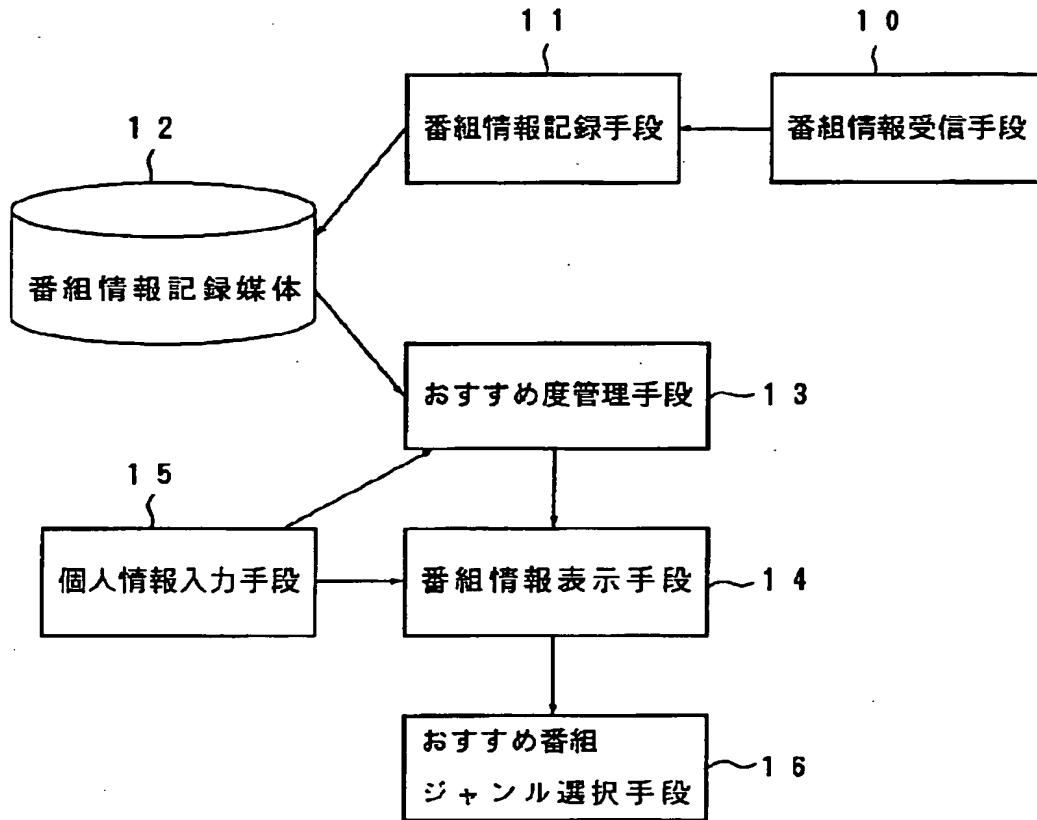 11
10
番組情報記録手段
番組情報受信手段
12
番組情報記録媒体
おすすめ度管理手段
13
15
個人情報入力手段
番組情報表示手段
14
おすすめ番組
ジャンル選択手段
16